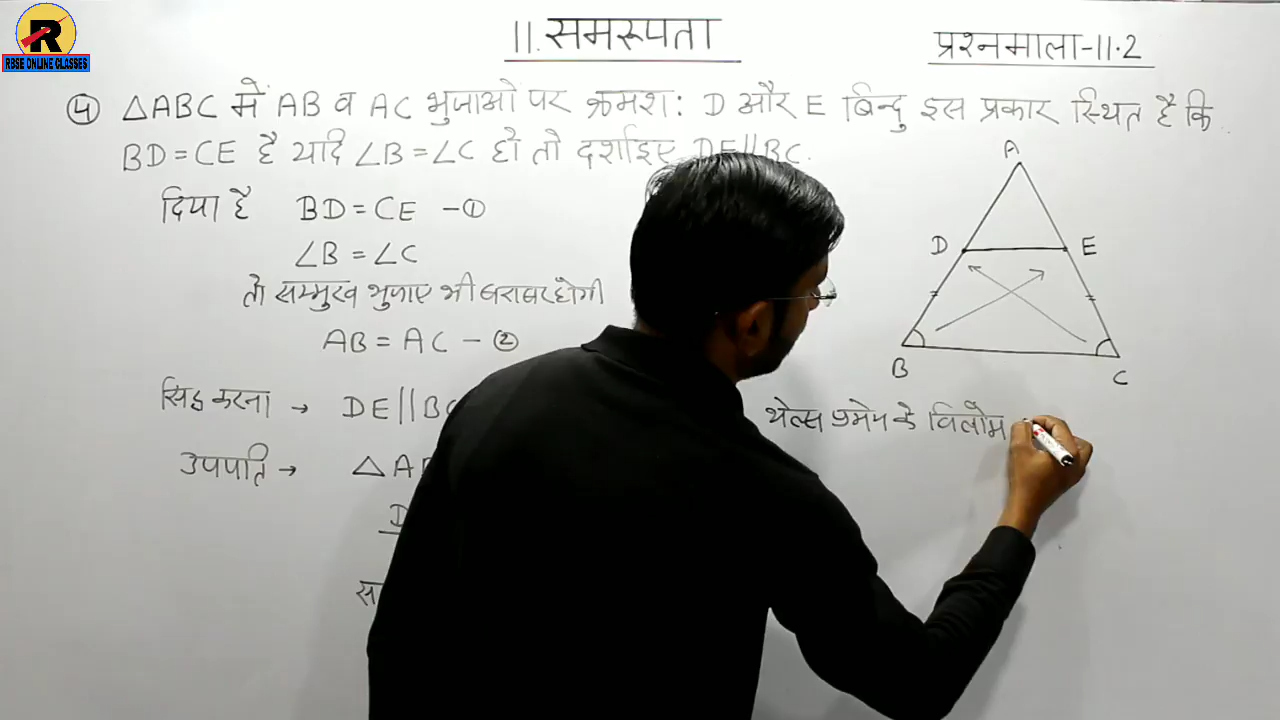 R
RBSE ONLINE CLASSES
11. समरूपता
प्रश्नमाला-11.2
④ △ABC में AB व AC भुजाओ पर क्रमश: D और E बिन्दु इस प्रकार स्थित है कि
BD = CE है यदि ∠B = ∠C हो तो दर्शाइए DE||BC.
दिया है BD = CE -①
∠B = ∠C
तो सम्मुख भुजाए भी बराबर होगी
AB = AC - ②
सिद्ध करना → DE||BC
उपपति → △A
D
स
A
D E
B C
थेल्स प्रमेय के विलोम